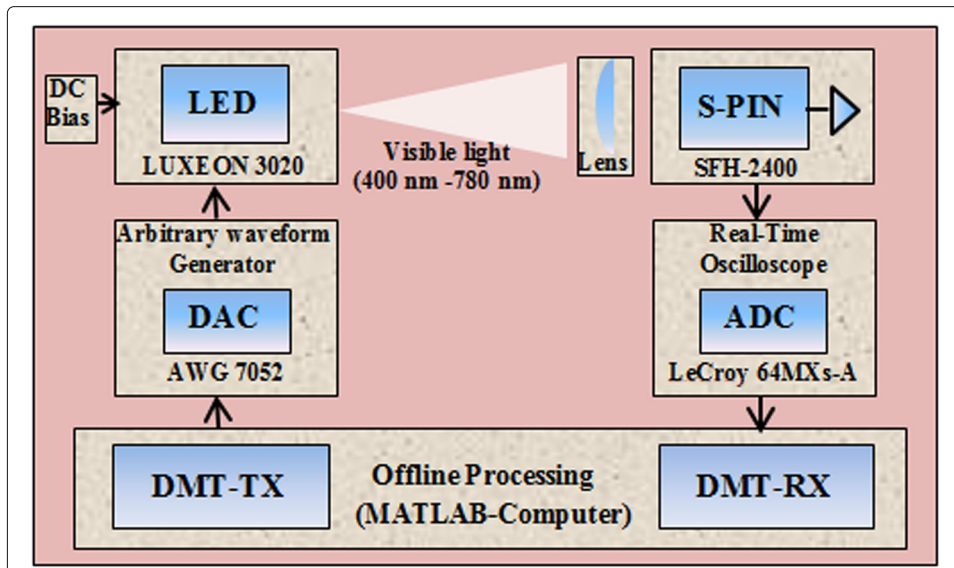 DC
Bias
LED
LUXEON 3020
Visible light
(400 nm -780 nm)
Lens
S-PIN
SFH-2400
Arbitrary waveform
Generator
DAC
AWG 7052
Real-Time
Oscilloscope
ADC
LeCroy 64MXs-A
DMT-TX
Offline Processing
(MATLAB-Computer)
DMT-RX